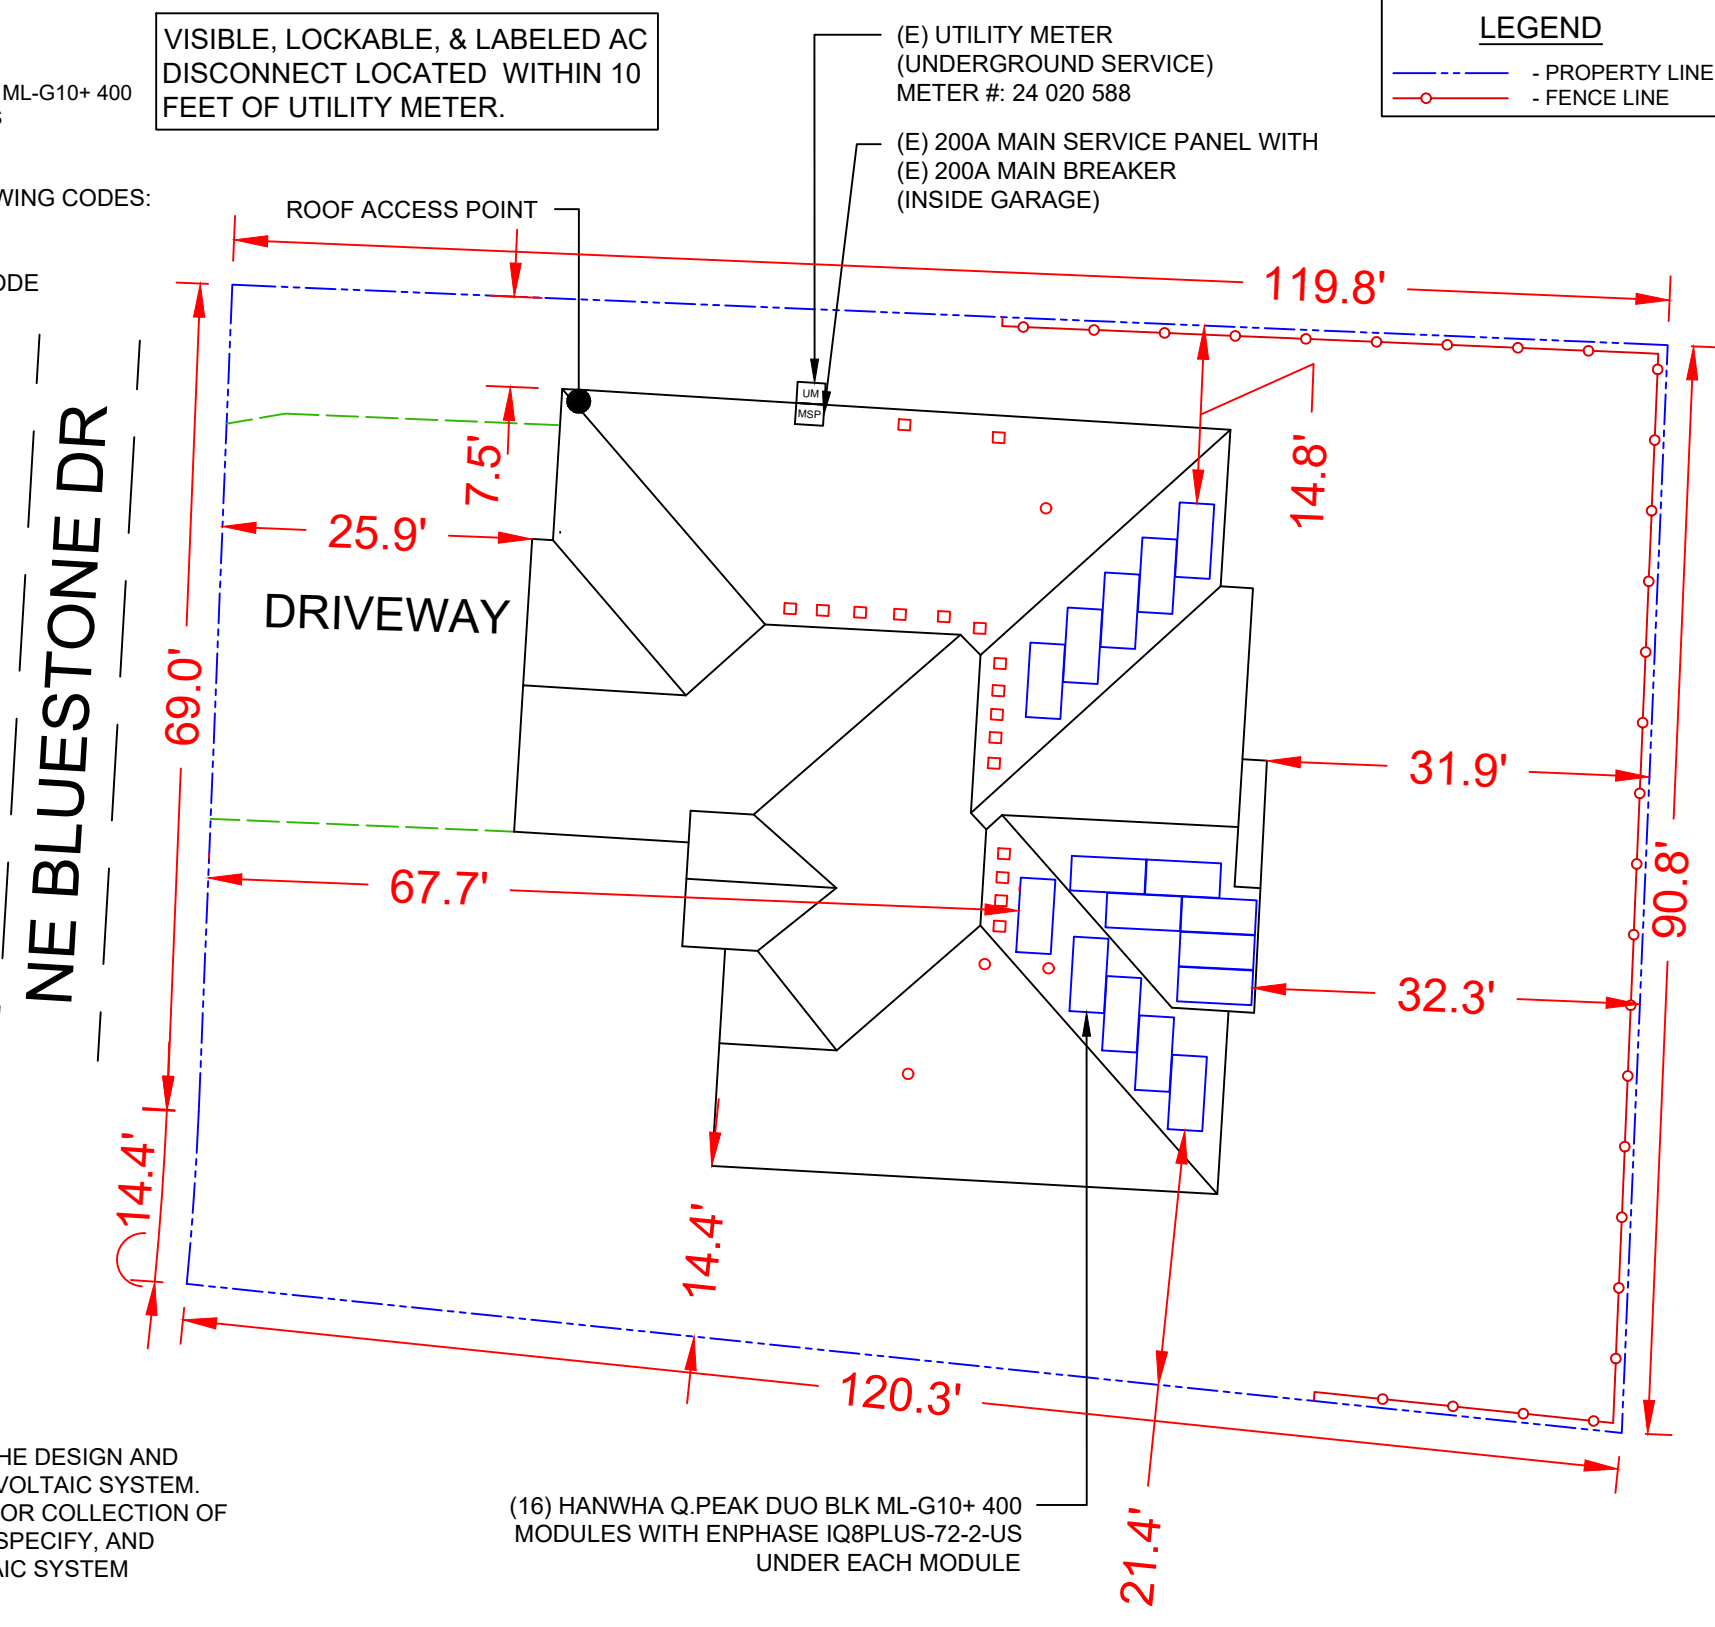 ML-G10+ 400
S
WING CODES:
ODE
VISIBLE, LOCKABLE, & LABELED AC
DISCONNECT LOCATED WITHIN 10
FEET OF UTILITY METER.
(E) UTILITY METER
(UNDERGROUND SERVICE)
METER #: 24 020 588
(E) 200A MAIN SERVICE PANEL WITH
(E) 200A MAIN BREAKER
(INSIDE GARAGE)
LEGEND
- PROPERTY LINE
- FENCE LINE
ROOF ACCESS POINT
119.8'
UM
MSP
7.5'
14.8'
25.9'
DRIVEWAY
NE BLUESTONE DR
69.0'
31.9'
67.7'
90.8'
32.3'
14.4'
14.4'
120.3'
21.4'
(16) HANWHA Q.PEAK DUO BLK ML-G10+ 400
MODULES WITH ENPHASE IQ8PLUS-72-2-US
UNDER EACH MODULE
HE DESIGN AND
VOLTAIC SYSTEM.
OR COLLECTION OF
SPECIFY, AND
AIC SYSTEM